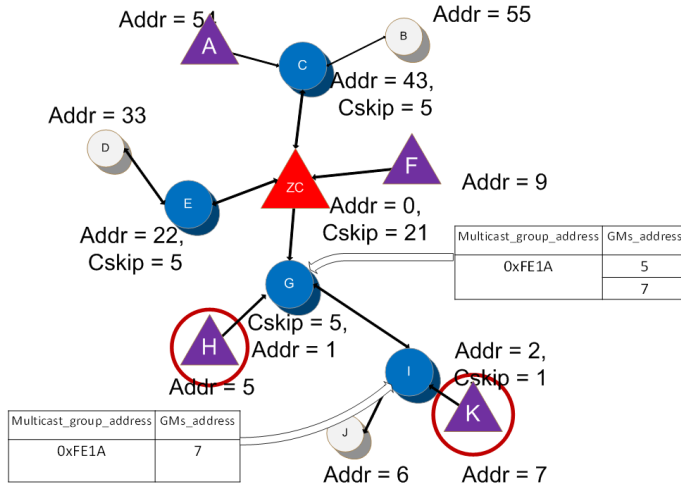 Addr = 54
Addr = 55
A
B
C
Addr = 43,
Cskip = 5
Addr = 33
D
F
ZC
Addr = 9
E
Addr = 0,
Cskip = 21
Addr = 22,
Cskip = 5
Multicast_group_address GMs_address
0xFE1A 5
7
G
Cskip = 5,
Addr = 1
H
Addr = 5
Addr = 2,
Cskip = 1
I
K
Multicast_group_address GMs_address
0xFE1A 7
J
Addr = 6
Addr = 7